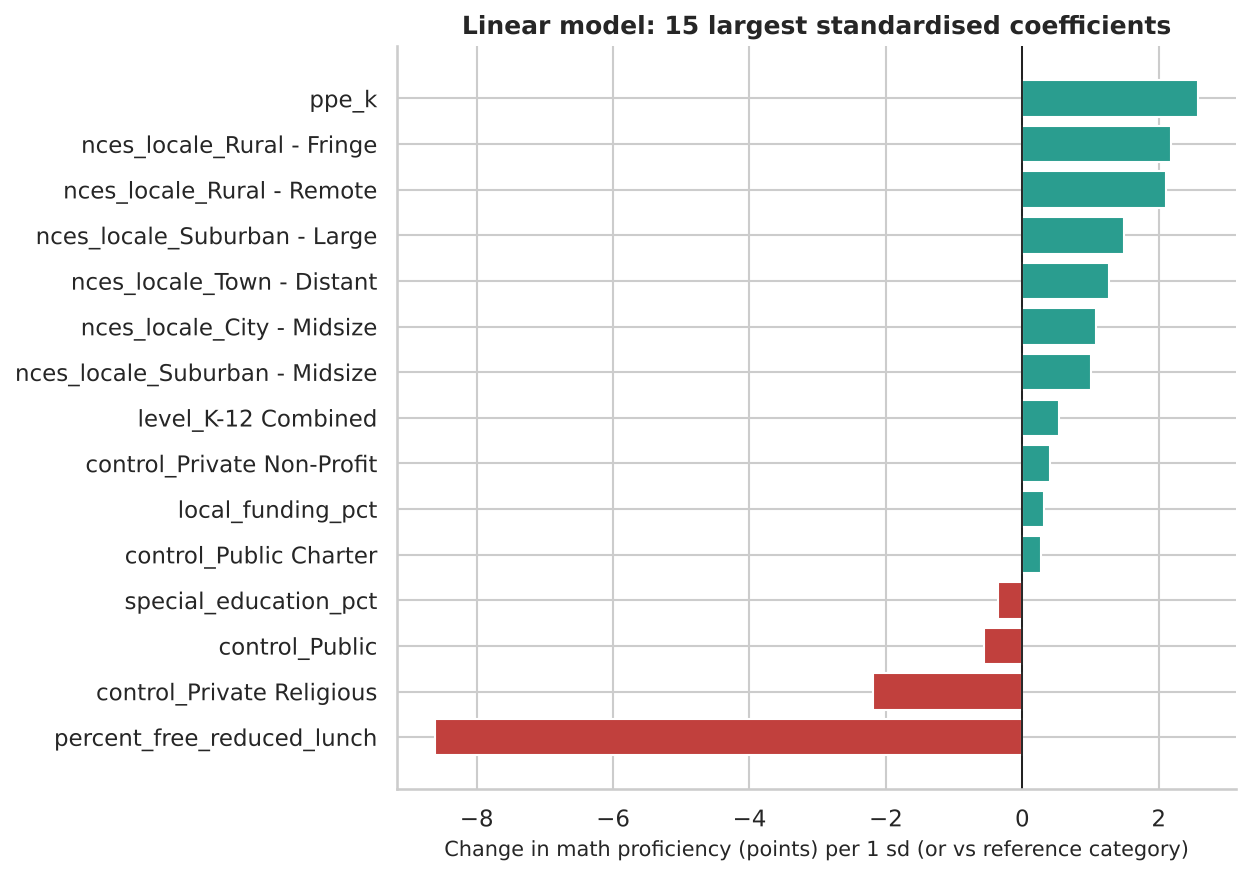 Linear model: 15 largest standardised coefficients
ppe_k
nces_locale_Rural - Fringe
nces_locale_Rural - Remote
nces_locale_Suburban - Large
nces_locale_Town - Distant
nces_locale_City - Midsize
nces_locale_Suburban - Midsize
level_K-12 Combined
control_Private Non-Profit
local_funding_pct
control_Public Charter
special_education_pct
control_Public
control_Private Religious
percent_free_reduced_lunch
−8 −6 −4 −2 0 2
Change in math proficiency (points) per 1 sd (or vs reference category)